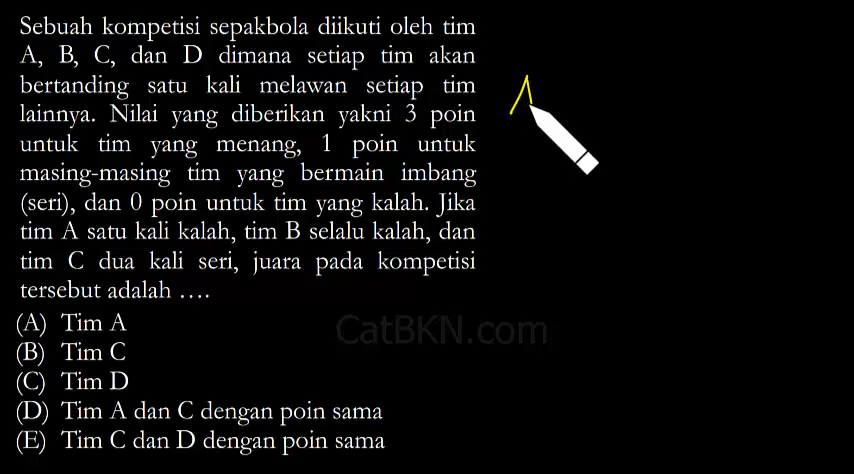 Sebuah kompetisi sepakbola diikuti oleh tim
A, B, C, dan D dimana setiap tim akan
bertanding satu kali melawan setiap tim
lainnya. Nilai yang diberikan yakni 3 poin
untuk tim yang menang, 1 poin untuk
masing-masing tim yang bermain imbang
(seri), dan 0 poin untuk tim yang kalah. Jika
tim A satu kali kalah, tim B selalu kalah, dan
tim C dua kali seri, juara pada kompetisi
tersebut adalah ....
(A) Tim A
(B) Tim C
(C) Tim D
(D) Tim A dan C dengan poin sama
(E) Tim C dan D dengan poin sama
CatBKN.com